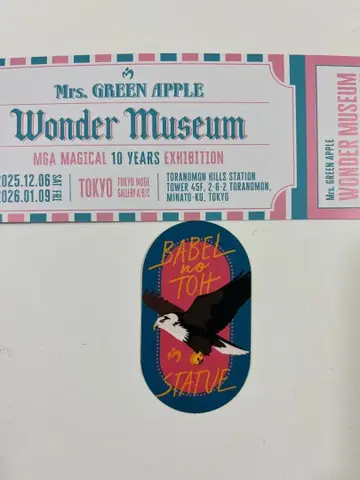 Mrs. GREEN APPLE
Wonder Museum
MGA MAGICAL 10 YEARS EXHIBITION
2025.12.06 SAT
2026.01.09 FRI
TOKYO
TOKYO NODE
GALLERY A/B/C
TORANOMON HILLS STATION
TOWER 45F, 2-6-2 TORANOMON,
MINATO-KU, TOKYO
Mrs. GREEN APPLE
WONDER MUSEUM
BABEL
no
TOH
STATUE